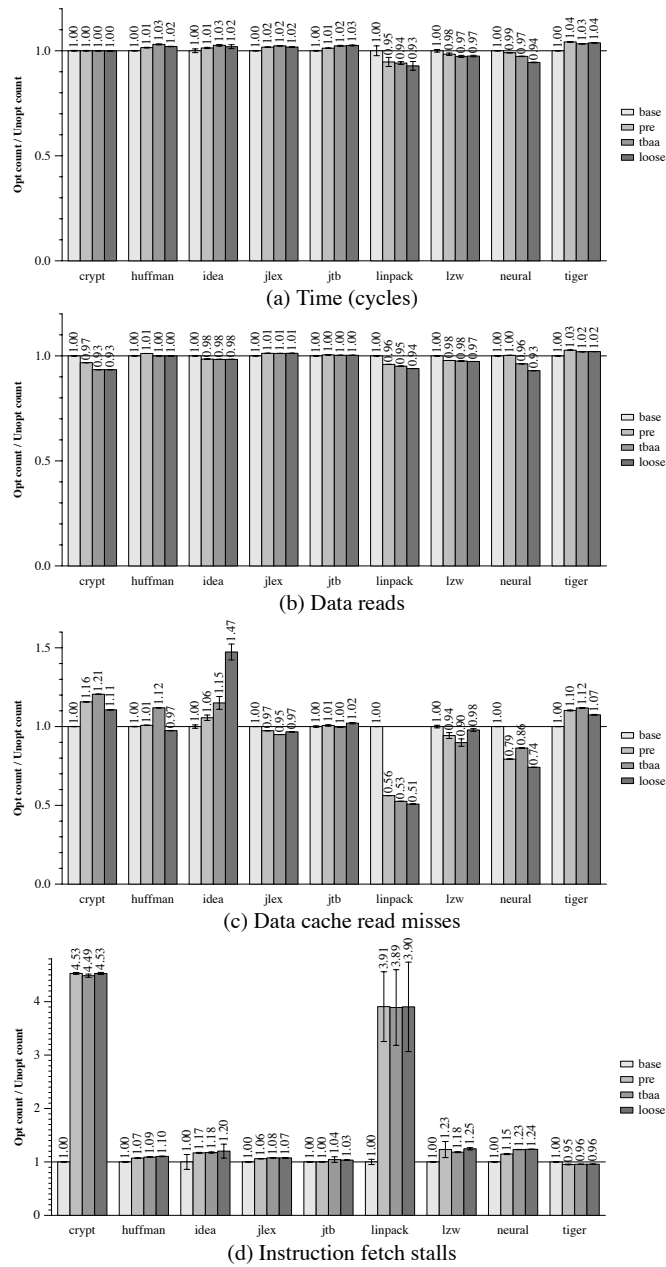 Opt count / Unopt count
1.0
0.5
0.0
1.00 1.00 1.00 1.00
1.00 1.01 1.03 1.02
1.00 1.01 1.03 1.02
1.00 1.02 1.02 1.02
1.00 1.01 1.02 1.03
1.00 0.95 0.94 0.93
1.00 0.98 0.97 0.97
1.00 0.99 0.97 0.94
1.00 1.04 1.03 1.04
base
pre
tbaa
loose
crypt huffman idea jlex jtb linpack lzw neural tiger
(a) Time (cycles)
Opt count / Unopt count
1.0
0.5
0.0
1.00 0.97 0.93 0.93
1.00 1.01 1.00 1.00
1.00 0.98 0.98 0.98
1.00 1.01 1.01 1.01
1.00 1.00 1.00 1.00
1.00 0.96 0.95 0.94
1.00 0.98 0.98 0.97
1.00 1.00 0.96 0.93
1.00 1.03 1.02 1.02
base
pre
tbaa
loose
crypt huffman idea jlex jtb linpack lzw neural tiger
(b) Data reads
Opt count / Unopt count
1.5
1.0
0.5
0.0
1.00 1.16 1.21 1.11
1.00 1.01 1.12 0.97
1.00 1.06 1.15 1.47
1.00 0.97 0.95 0.97
1.00 1.01 1.00 1.02
1.00 0.56 0.53 0.51
1.00 0.94 0.90 0.98
1.00 0.79 0.86 0.74
1.00 1.10 1.12 1.07
base
pre
tbaa
loose
crypt huffman idea jlex jtb linpack lzw neural tiger
(c) Data cache read misses
Opt count / Unopt count
4
3
2
1
0
1.00 4.53 4.49 4.53
1.00 1.07 1.09 1.10
1.00 1.17 1.18 1.20
1.00 1.06 1.08 1.07
1.00 1.00 1.04 1.03
1.00 3.91 3.89 3.90
1.00 1.23 1.18 1.25
1.00 1.15 1.23 1.24
1.00 0.95 0.96 0.96
base
pre
tbaa
loose
crypt huffman idea jlex jtb linpack lzw neural tiger
(d) Instruction fetch stalls